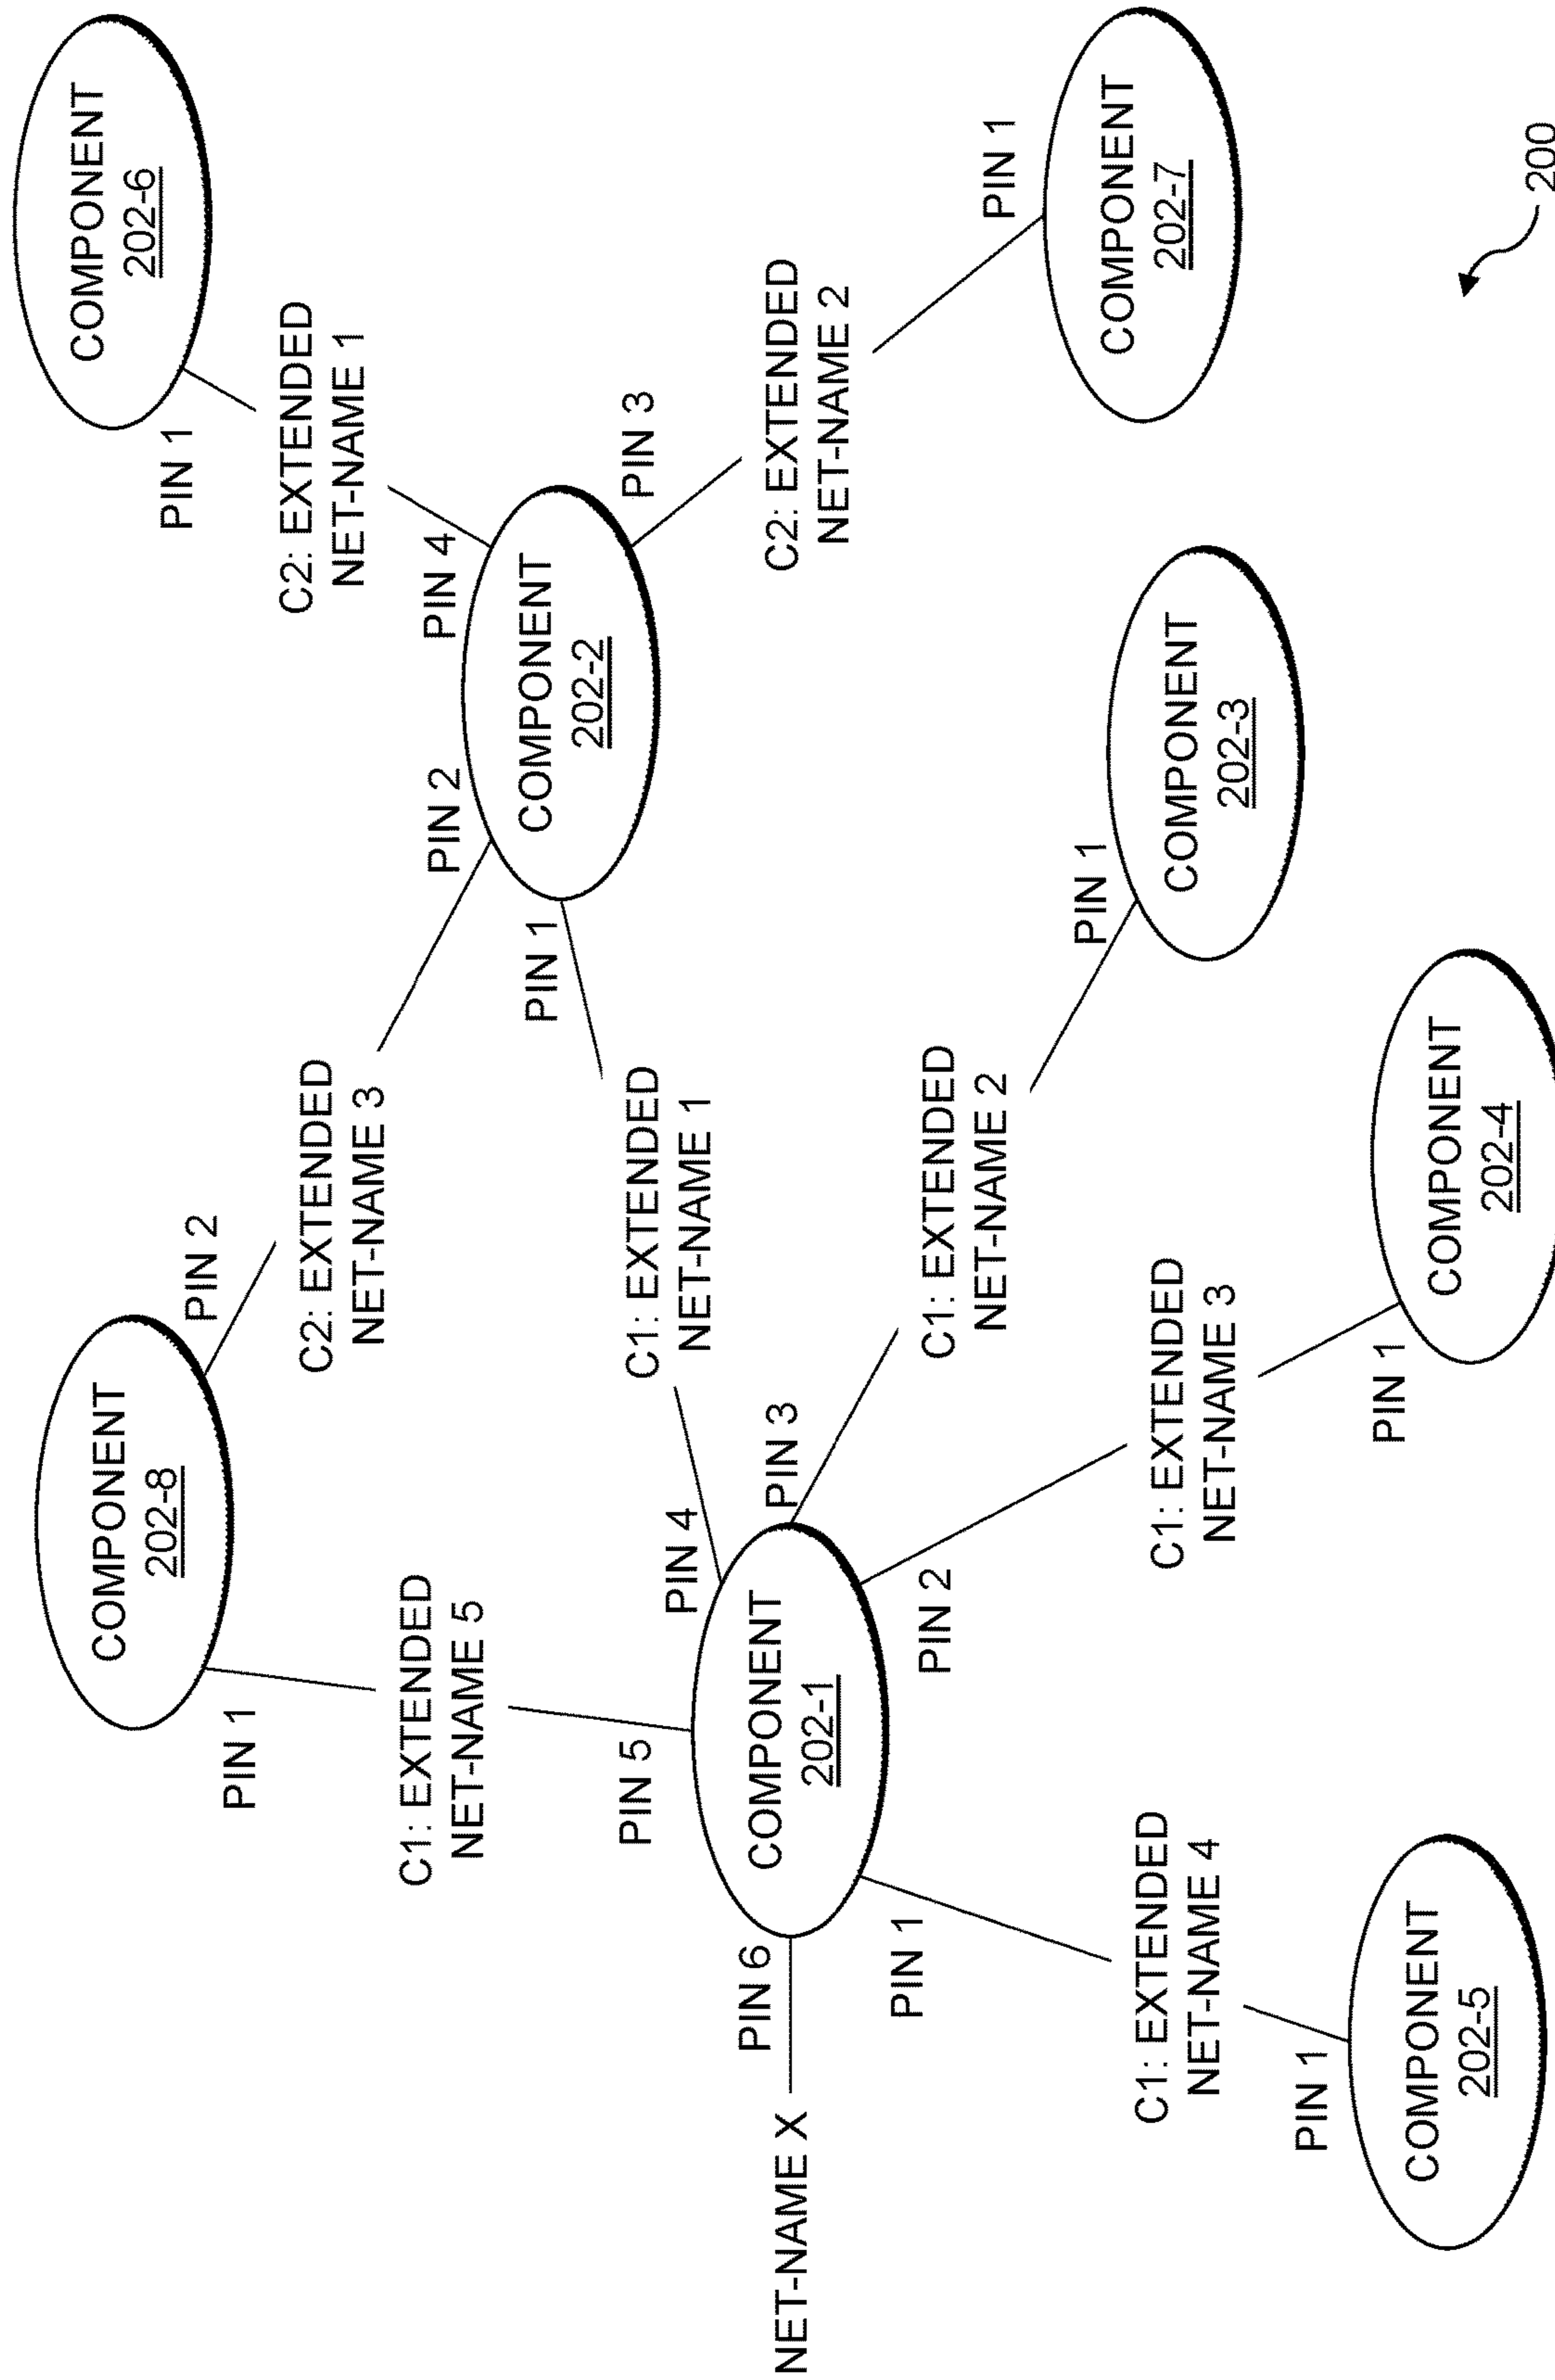 COMPONENT
202-8
PIN 1
PIN 2
C2: EXTENDED
NET-NAME 3
C2: EXTENDED
NET-NAME 1
PIN 1
COMPONENT
202-6
C1: EXTENDED
NET-NAME 5
PIN 2
PIN 4
COMPONENT
202-2
PIN 1
PIN 3
C1: EXTENDED
NET-NAME 1
C2: EXTENDED
NET-NAME 2
PIN 5
PIN 4
PIN 3
NET-NAME X
PIN 6
COMPONENT
202-1
PIN 1
PIN 2
C1: EXTENDED
NET-NAME 2
PIN 1
COMPONENT
202-7
PIN 1
COMPONENT
202-3
C1: EXTENDED
NET-NAME 4
C1: EXTENDED
NET-NAME 3
PIN 1
COMPONENT
202-5
PIN 1
COMPONENT
202-4
200